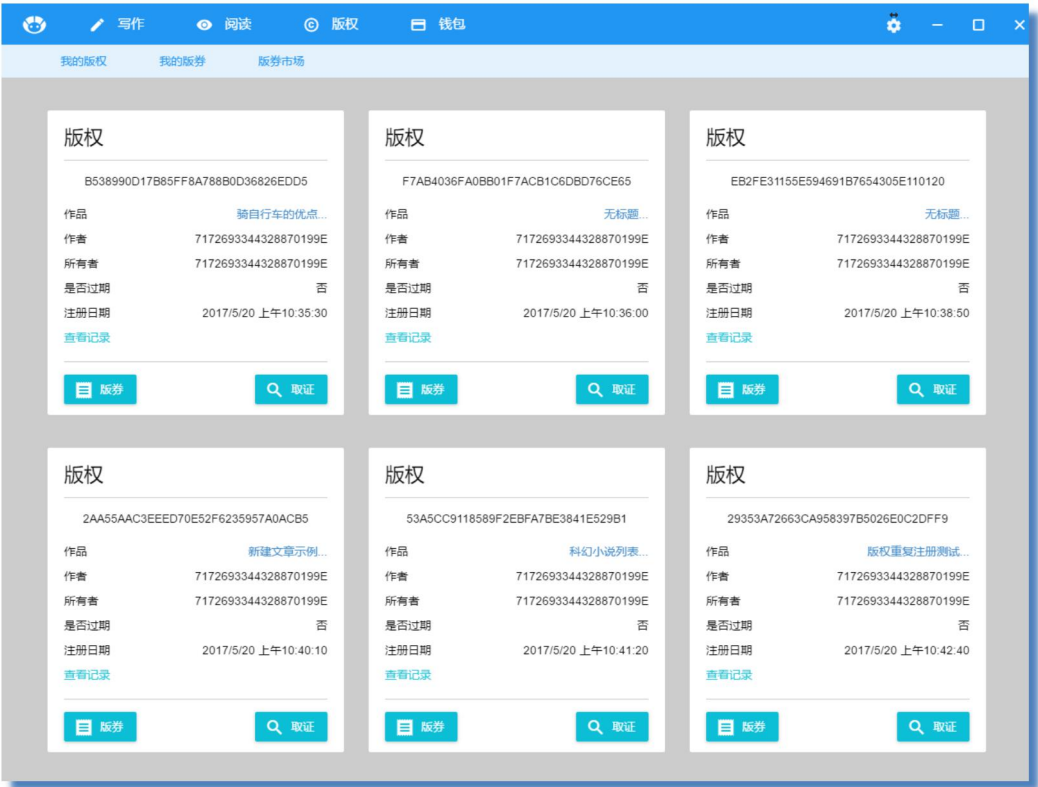 写作 阅读 © 版权 钱包
我的版权 我的版券 版券市场
版权 版权 版权
B538990D17B85FF8A788B0D36826EDD5 F7AB4036FA0BB01F7ACB1C6DBD76CE65 EB2FE31155E594691B7654305E110120
作品 骑自行车的优点... 作品 无标题... 作品 无标题...
作者 7172693344328870199E 作者 7172693344328870199E 作者 7172693344328870199E
所有者 7172693344328870199E 所有者 7172693344328870199E 所有者 7172693344328870199E
是否过期 否 是否过期 否 是否过期 否
注册日期 2017/5/20 上午10:35:30 注册日期 2017/5/20 上午10:36:00 注册日期 2017/5/20 上午10:38:50
查看记录 查看记录 查看记录
版券 取证 版券 取证 版券 取证
版权 版权 版权
2AA55AAC3EEED70E52F6235957A0ACB5 53A5CC9118589F2EBFA7BE3841E529B1 29353A72663CA958397B5026E0C2DFF9
作品 新建文章示例... 作品 科幻小说列表... 作品 版权重复注册测试...
作者 7172693344328870199E 作者 7172693344328870199E 作者 7172693344328870199E
所有者 7172693344328870199E 所有者 7172693344328870199E 所有者 7172693344328870199E
是否过期 否 是否过期 否 是否过期 否
注册日期 2017/5/20 上午10:40:10 注册日期 2017/5/20 上午10:41:20 注册日期 2017/5/20 上午10:42:40
查看记录 查看记录 查看记录
版券 取证 版券 取证 版券 取证